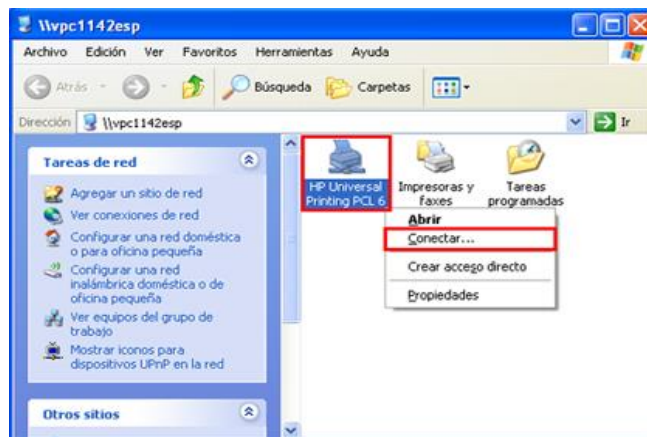 \\vpc1142esp
Archivo Edición Ver Favoritos Herramientas Ayuda
Atrás Búsqueda Carpetas
Dirección \\vpc1142esp Ir
Tareas de red
Agregar un sitio de red
Ver conexiones de red
Configurar una red doméstica
o para oficina pequeña
Configurar una red
inalámbrica doméstica o de
oficina pequeña
Ver equipos del grupo de
trabajo
Mostrar iconos para
dispositivos UPnP en la red
Otros sitios
HP Universal
Printing PCL 6
Impresoras y
faxes
Tareas
programadas
Abrir
Conectar...
Crear acceso directo
Propiedades